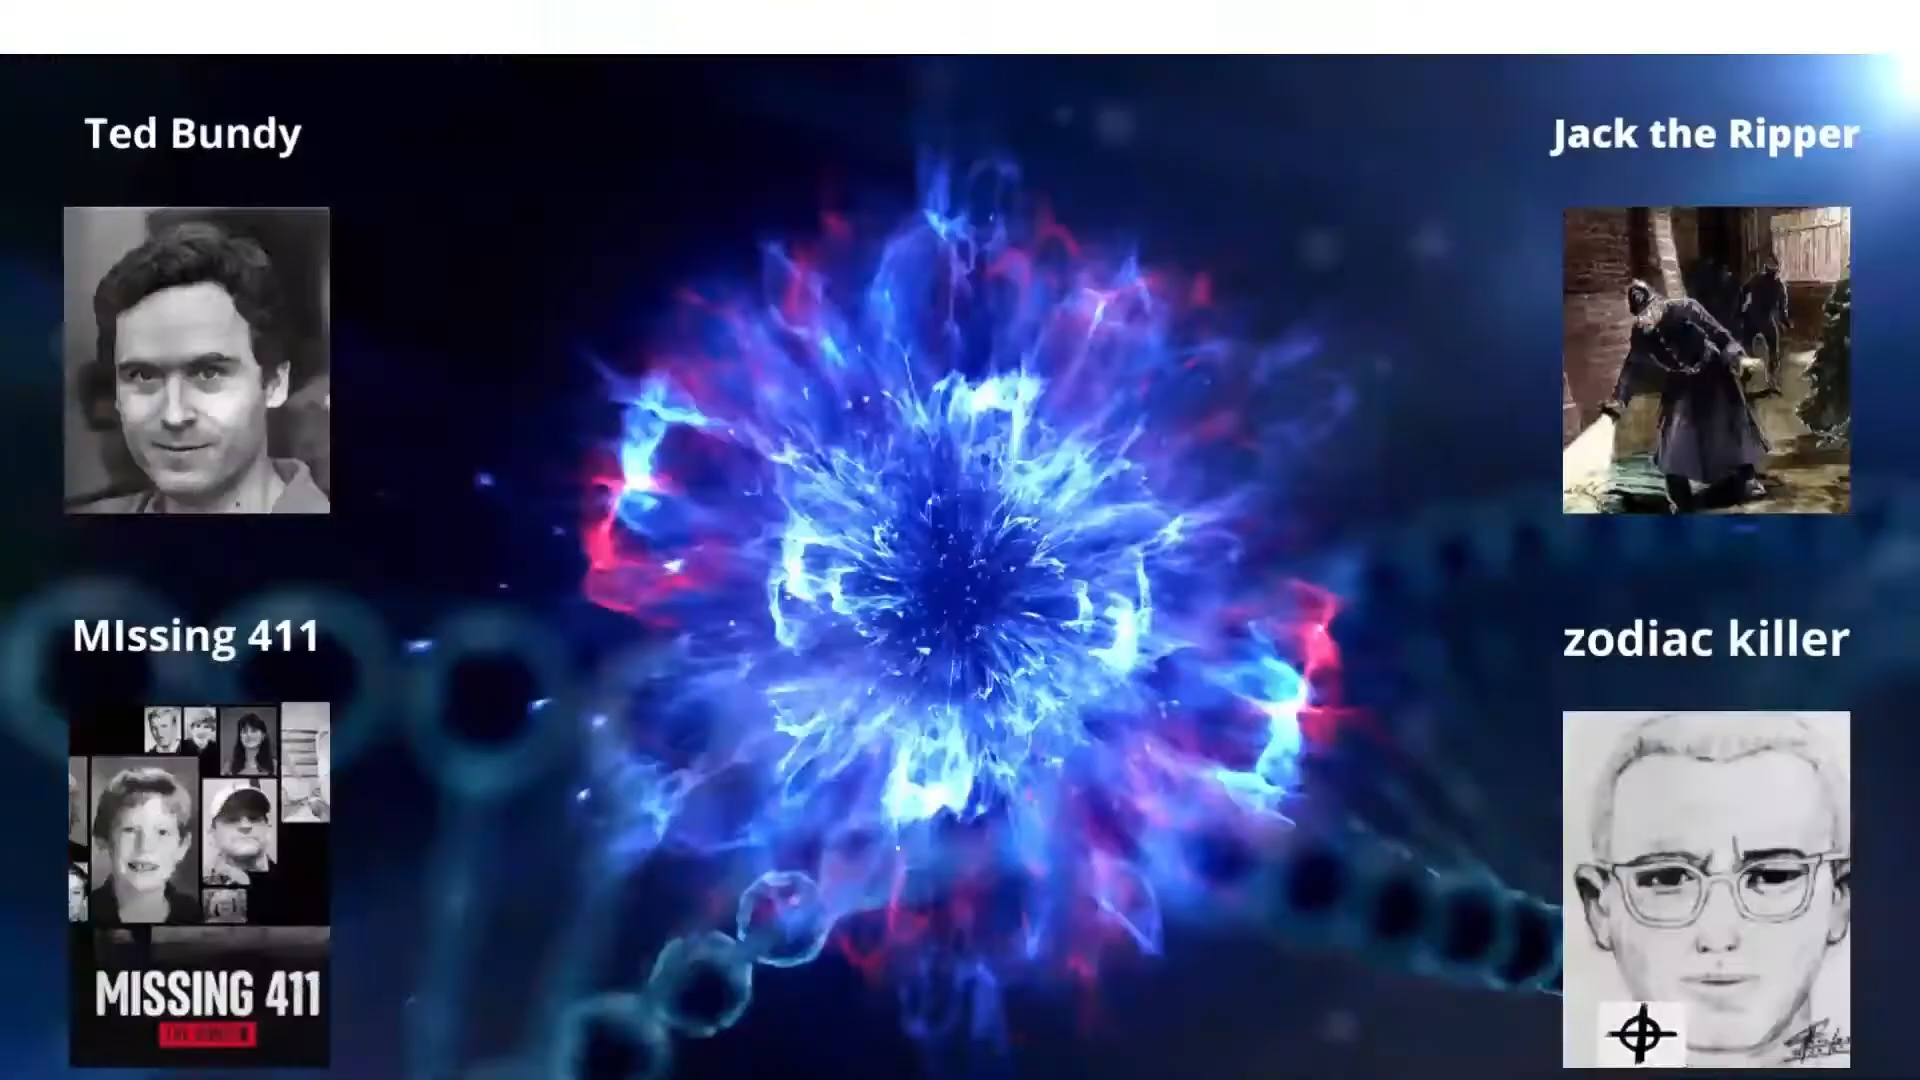 Ted Bundy
Jack the Ripper
MIssing 411
zodiac killer
MISSING 411